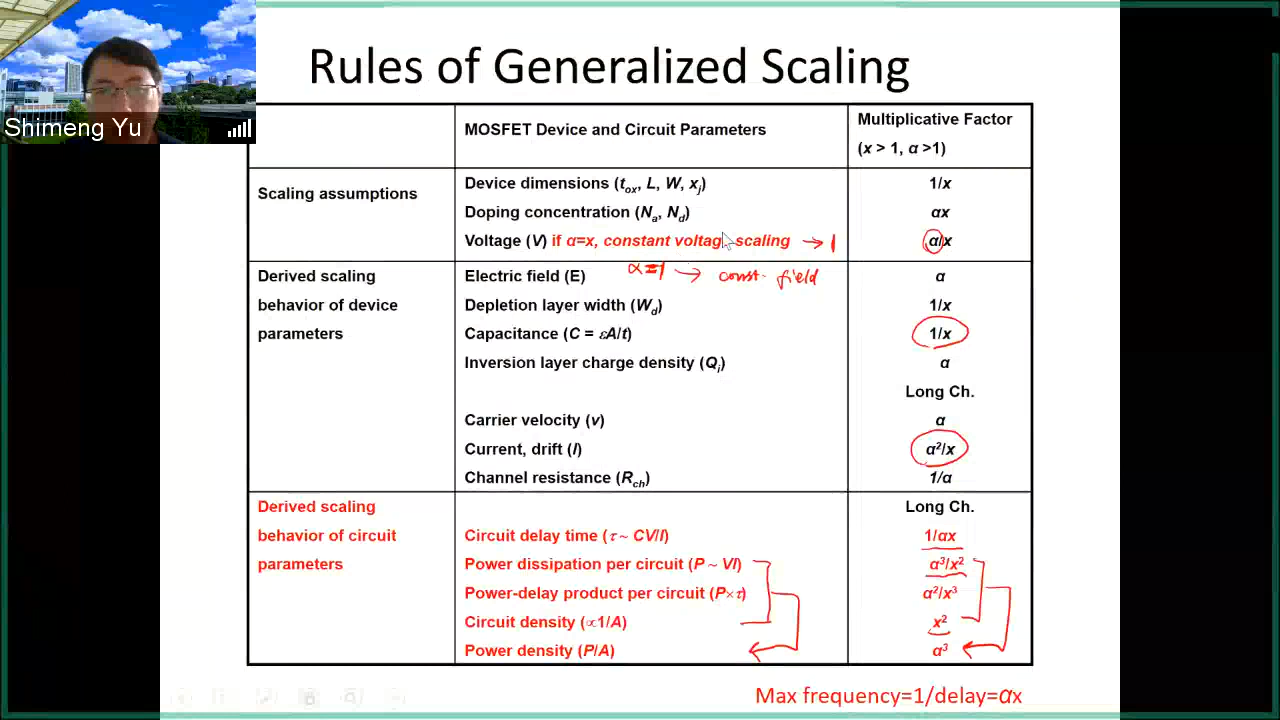 Rules of Generalized Scaling
Shimeng Yu
MOSFET Device and Circuit Parameters
Multiplicative Factor
(x > 1, α >1)
Scaling assumptions
Device dimensions (tox, L, W, xj)
1/x
Doping concentration (Na, Nd)
αx
Voltage (V) if α=x, constant voltage scaling → 1
α/x
α=1 → const. field
Derived scaling
behavior of device
parameters
Electric field (E)
α
Depletion layer width (Wd)
1/x
Capacitance (C = εA/t)
1/x
Inversion layer charge density (Qi)
α
Long Ch.
Carrier velocity (v)
α
Current, drift (I)
α²/x
Channel resistance (Rch)
1/α
Derived scaling
behavior of circuit
parameters
Long Ch.
Circuit delay time (τ ~ CV/I)
1/αx
Power dissipation per circuit (P ~ VI)
α³/x²
Power-delay product per circuit (P×τ)
α²/x³
Circuit density (∝1/A)
x²
Power density (P/A)
α³
Max frequency=1/delay=αx